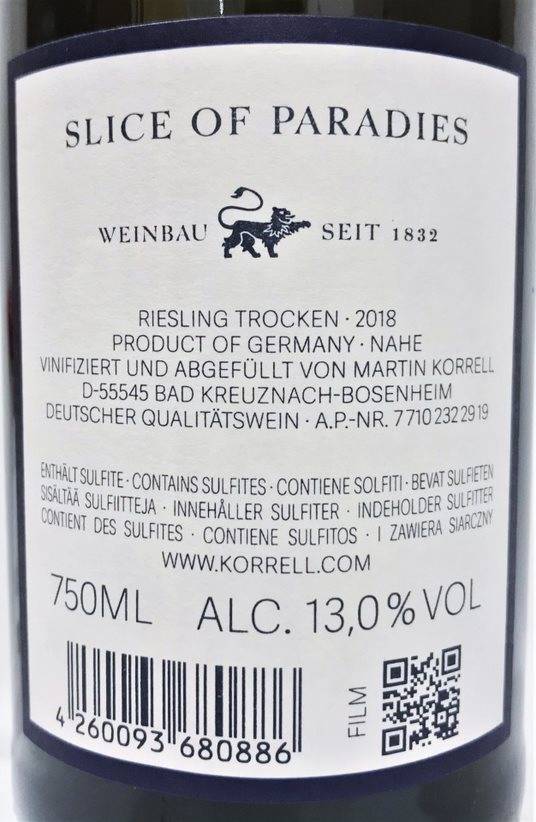 SLICE OF PARADIES
WEINBAU SEIT 1832
RIESLING TROCKEN · 2018
PRODUCT OF GERMANY · NAHE
VINIFIZIERT UND ABGEFÜLLT VON MARTIN KORRELL
D-55545 BAD KREUZNACH-BOSENHEIM
DEUTSCHER QUALITÄTSWEIN · A.P.-NR. 7 710 232 29 19
ENTHÄLT SULFITE · CONTAINS SULFITES · CONTIENE SOLFITI · BEVAT SULFIETEN
SISÄLTÄÄ SULFIITTEJA · INNEHÅLLER SULFITER · INDEHOLDER SULFITTER
CONTIENT DES SULFITES · CONTIENE SULFITOS · I ZAWIERA SIARCZNY
WWW.KORRELL.COM
750ML ALC. 13,0% VOL
FILM
4 260093 680886